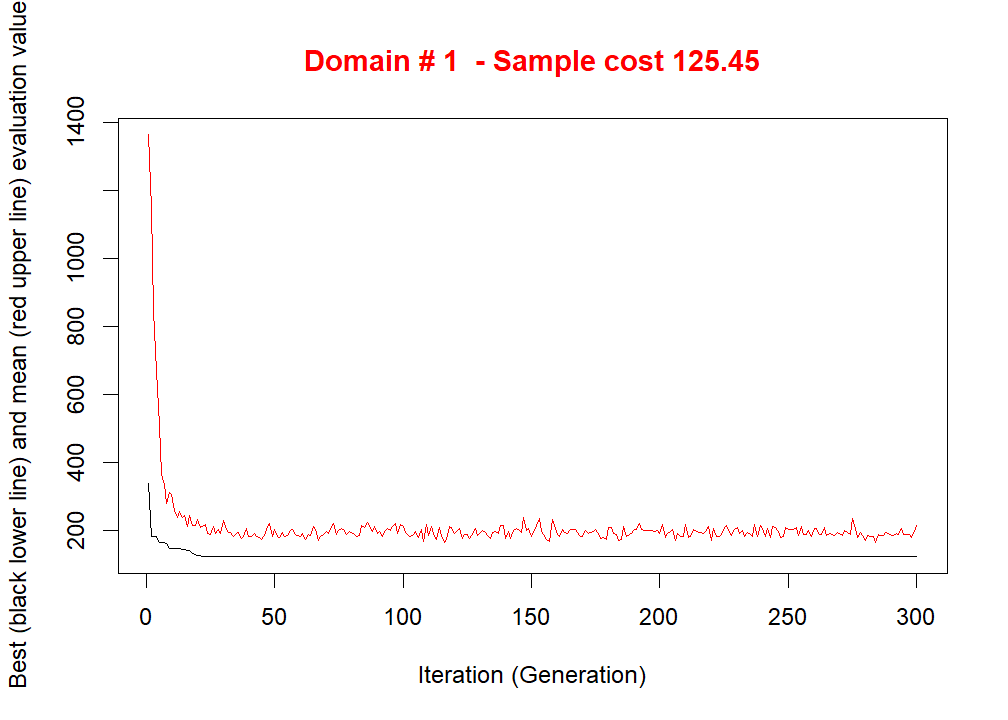 Domain # 1  - Sample cost 125.45
Best (black lower line) and mean (red upper line) evaluation value
1400
1000
800
600
400
200
0 50 100 150 200 250 300
Iteration (Generation)